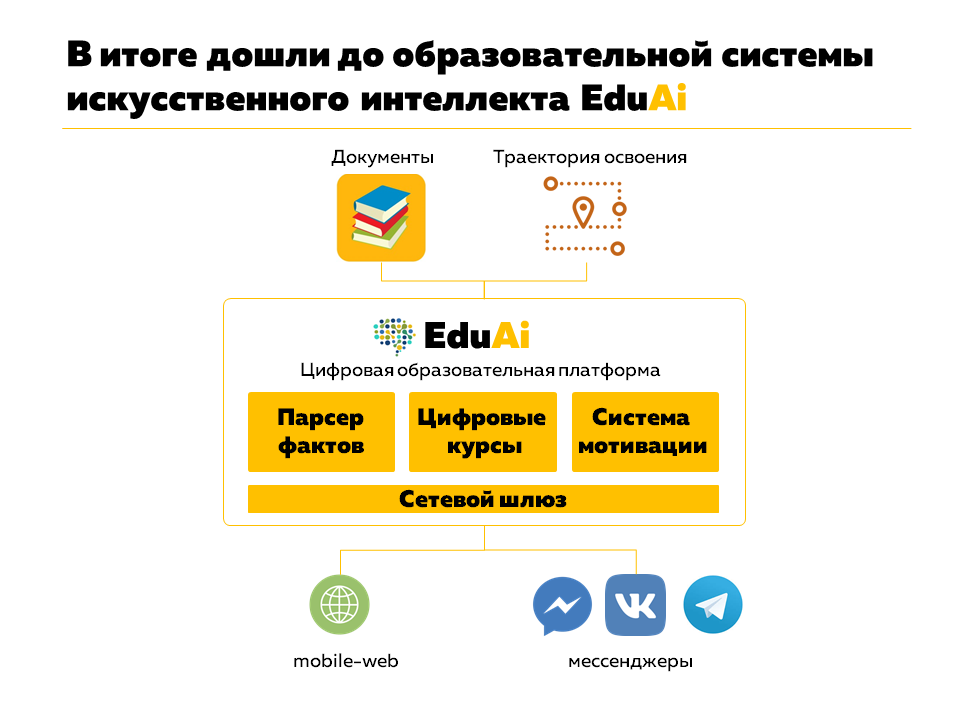 В итоге дошли до образовательной системы
искусственного интеллекта EduAi
Документы
Траектория освоения
EduAi
Цифровая образовательная платформа
Парсер
фактов
Цифровые
курсы
Система
мотивации
Сетевой шлюз
mobile-web
мессенджеры